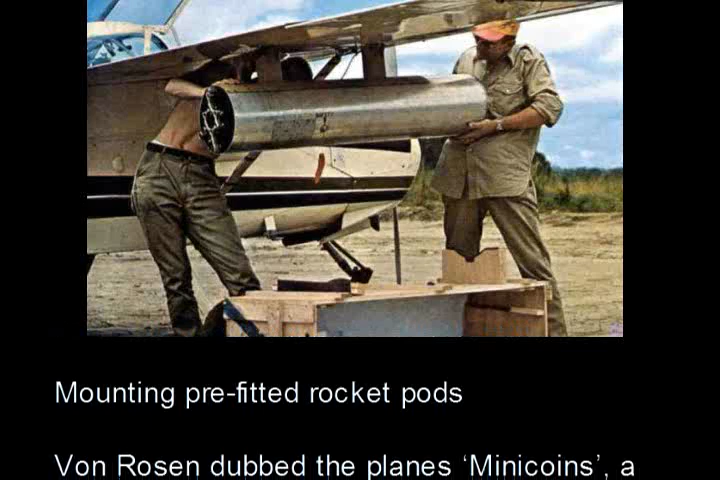 Mounting pre-fitted rocket pods
Von Rosen dubbed the planes ‘Minicoins’, a